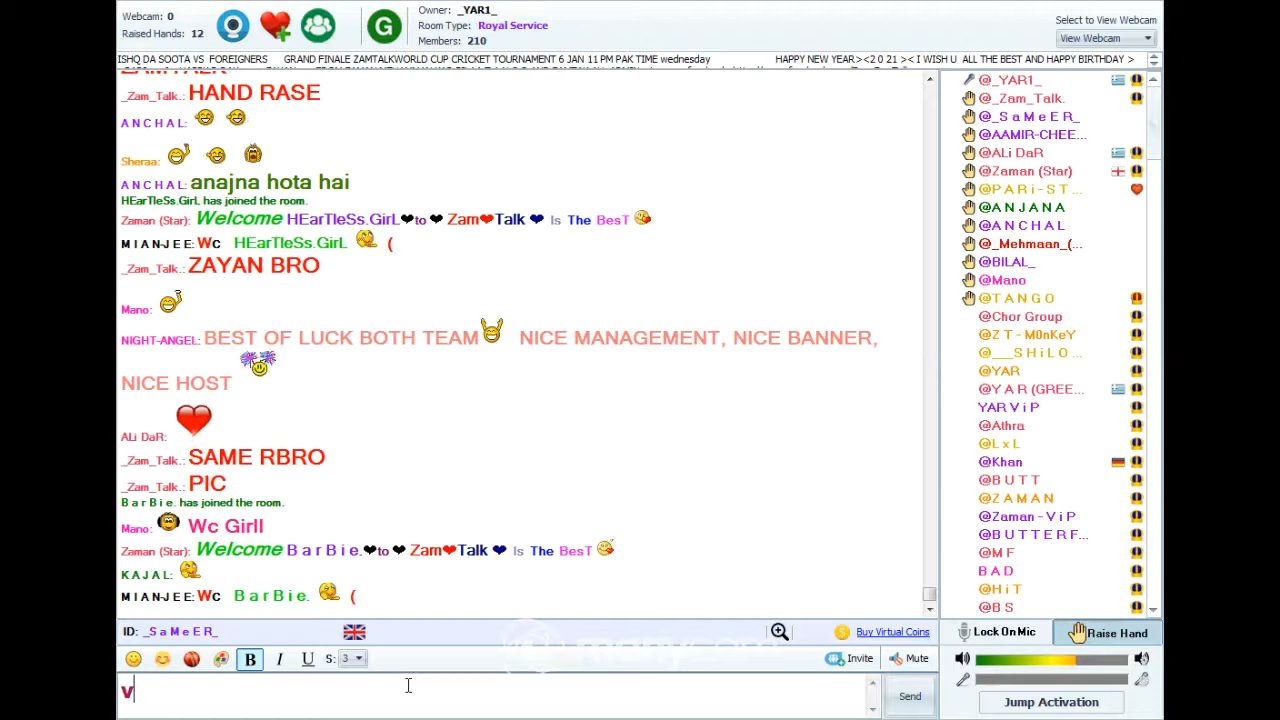 Webcam: 0
Raised Hands: 12
G
Owner: _YAR1_
Room Type: Royal Service
Members: 210
Select to View Webcam
View Webcam
ISHQ DA SOOTA VS FOREIGNERS GRAND FINALE ZAMTALKWORLD CUP CRICKET TOURNAMENT 6 JAN 11 PM PAK TIME wednesday HAPPY NEW YEAR><2 0 21 >< I WISH U ALL THE BEST AND HAPPY BIRTHDAY >
_Zam_Talk.: HAND RASE
A N C H A L:
Sheraa:
A N C H A L: anajna hota hai
HEarTleSs.GirL has joined the room.
Zaman (Star): Welcome HEarTleSs.GirL❤to ❤ Zam❤Talk ❤ Is The BesT
M I A N-J E E: Wc HEarTleSs.GirL (
_Zam_Talk.: ZAYAN BRO
Mano:
NIGHT-ANGEL: BEST OF LUCK BOTH TEAM NICE MANAGEMENT, NICE BANNER,
NICE HOST
ALi DaR:
_Zam_Talk.: SAME RBRO
_Zam_Talk.: PIC
B a r B i e. has joined the room.
Mano: Wc Girll
Zaman (Star): Welcome B a r B i e.❤to ❤ Zam❤Talk ❤ Is The BesT
K A J A L:
M I A N-J E E: Wc B a r B i e. (
@_YAR1_
@_Zam_Talk.
@_S a M e E R_
@AAMIR-CHEE...
@ALi DaR
@Zaman (Star)
@P A R i - S T ...
@A N J A N A
@A N C H A L
@_Mehmaan_(...
@BILAL_
@Mano
@T A N G O
@Chor Group
@Z T - M0nKeY
@___S H i L O ...
@YAR
@Y A R (GREE...
YAR V i P
@Athra
@L x L
@Khan
@B U T T
@Z A M A N
@Zaman - V i P
@B U T T E R F...
@M F
B A D
@H i T
@B S
ID: _S a M e E R_
Buy Virtual Coins
Lock On Mic
Raise Hand
B I U S: 3
Invite
Mute
v
Send
Jump Activation